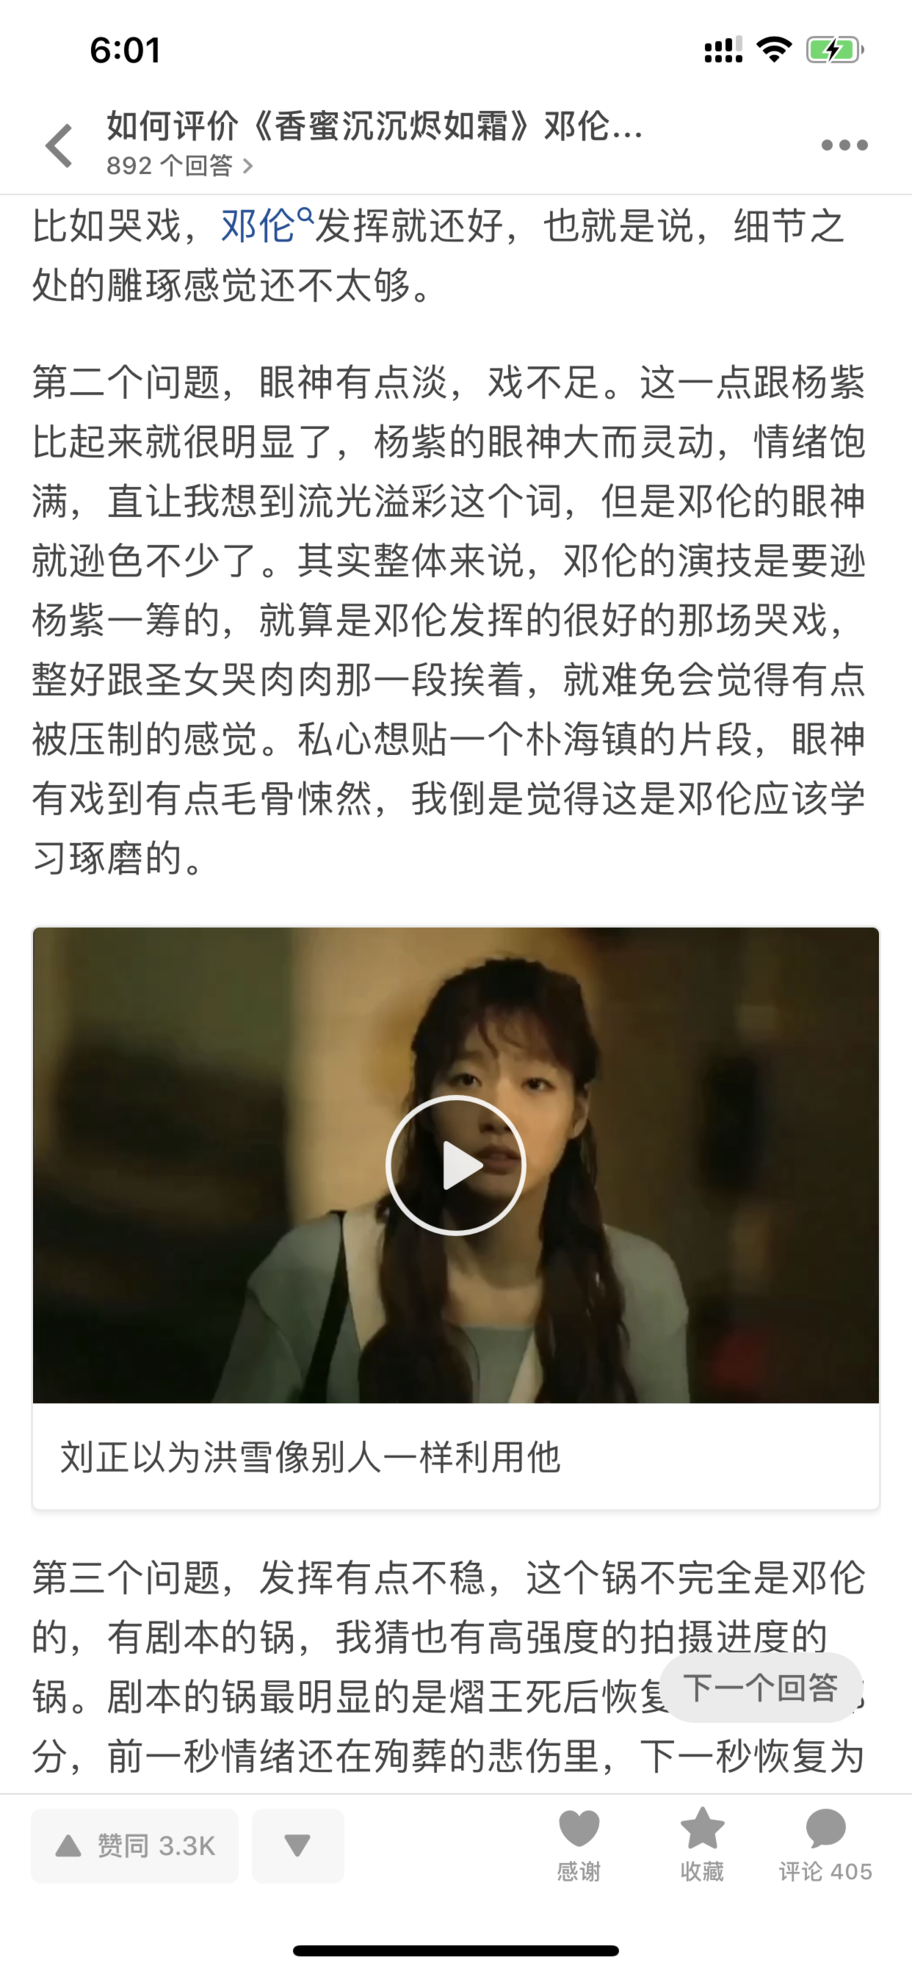 6:01
如何评价《香蜜沉沉烬如霜》邓伦...
892 个回答
比如哭戏，邓伦发挥就还好，也就是说，细节之
处的雕琢感觉还不太够。
第二个问题，眼神有点淡，戏不足。这一点跟杨紫
比起来就很明显了，杨紫的眼神大而灵动，情绪饱
满，直让我想到流光溢彩这个词，但是邓伦的眼神
就逊色不少了。其实整体来说，邓伦的演技是要逊
杨紫一筹的，就算是邓伦发挥的很好的那场哭戏，
整好跟圣女哭肉肉那一段挨着，就难免会觉得有点
被压制的感觉。私心想贴一个朴海镇的片段，眼神
有戏到有点毛骨悚然，我倒是觉得这是邓伦应该学
习琢磨的。
刘正以为洪雪像别人一样利用他
第三个问题，发挥有点不稳，这个锅不完全是邓伦
的，有剧本的锅，我猜也有高强度的拍摄进度的
锅。剧本的锅最明显的是熠王死后恢复
下一个回答
分，前一秒情绪还在殉葬的悲伤里，下一秒恢复为
赞同 3.3K
感谢
收藏
评论 405